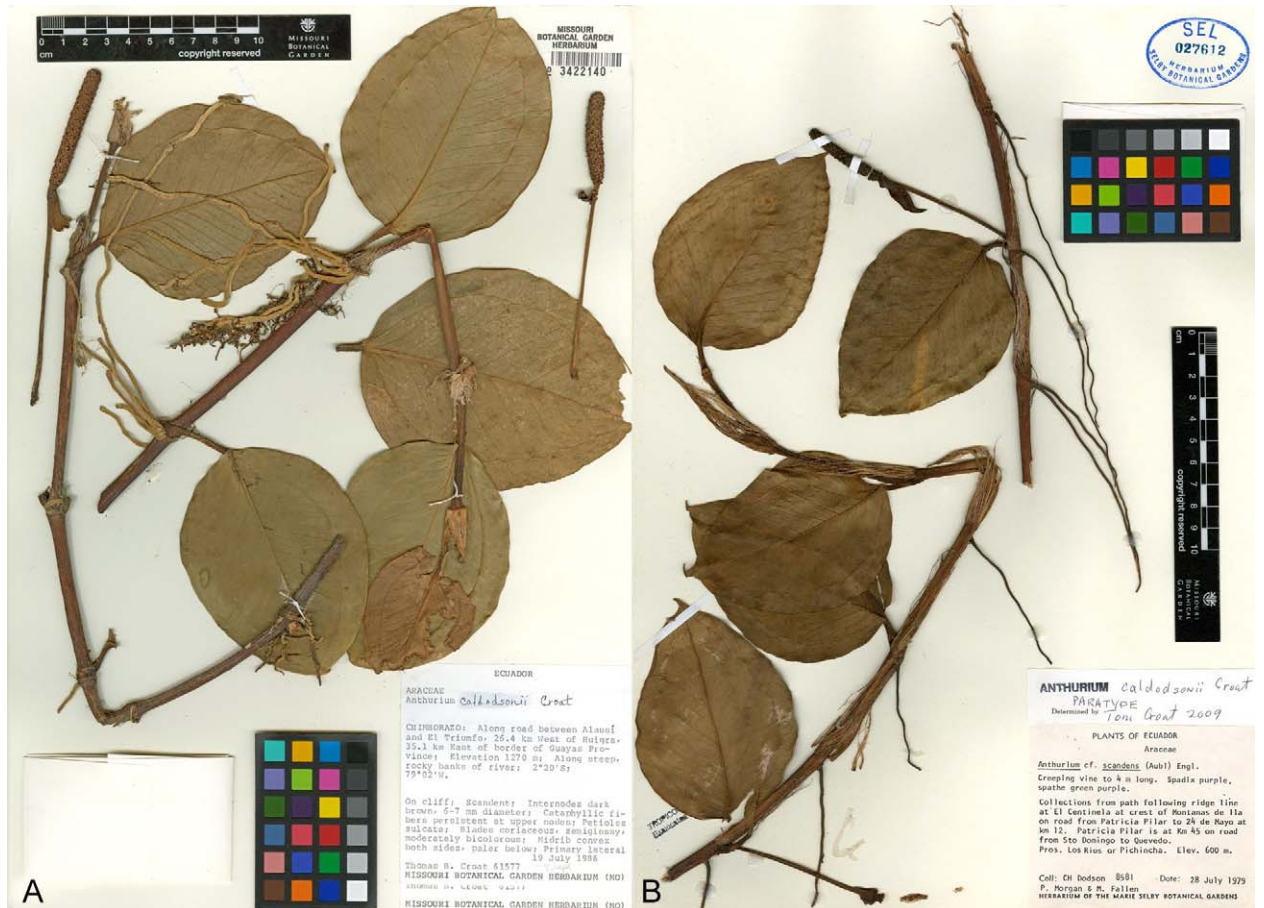 0 1 2 3 4 5 6 7 8 9 10
cm
copyright reserved
MISSOURI
BOTANICAL
GARDEN
MISSOURI
BOTANICAL GARDEN
HERBARIUM
3422140
ECUADOR
ARACEAE
Anthurium caldodsonii Croat
CHIMBORAZO: Along road between Alausí
and El Triumfo, 26.4 km West of Huigra,
35.1 km East of border of Guayas Pro-
vince; Elevation 1270 m; Along steep,
rocky banks of river; 2°20'S;
79°02'W.
On cliff; Scandent; Internodes dark
brown, 6-7 mm diameter; Cataphyllic fi-
bers persistent at upper nodes; Petioles
sulcate; Blades coriaceous, semiglossy,
moderately bicolorous; Midrib convex
both sides, paler below; Primary lateral
19 July 1986
Thomas B. Croat 61577
MISSOURI BOTANICAL GARDEN HERBARIUM (MO)
Thomas B. Croat 61577
MISSOURI BOTANICAL GARDEN HERBARIUM (MO)
A
SEL
027612
HERBARIUM
SELBY BOTANICAL GARDENS
cm
0 1 2 3 4 5 6 7 8 9 10
copyright reserved
MISSOURI
BOTANICAL
GARDEN
ANTHURIUM caldodsonii Croat
PARATYPE
Determined by Tom Croat 2009
PLANTS OF ECUADOR
Araceae
Anthurium cf. scandens (Aubl) Engl.
Creeping vine to 4 m long. Spadix purple,
spathe green purple.
Collections from path following ridge line
at El Centinela at crest of Montanas de Ila
on road from Patricia Pilar to 24 de Mayo at
km 12. Patricia Pilar is at Km 45 on road
from Sto Domingo to Quevedo.
Pros. Los Rios or Pichincha. Elev. 600 m.
Coll: CH Dodson 8581 Date: 28 July 1979
P. Morgan & M. Fallen
HERBARIUM OF THE MARIE SELBY BOTANICAL GARDENS
B